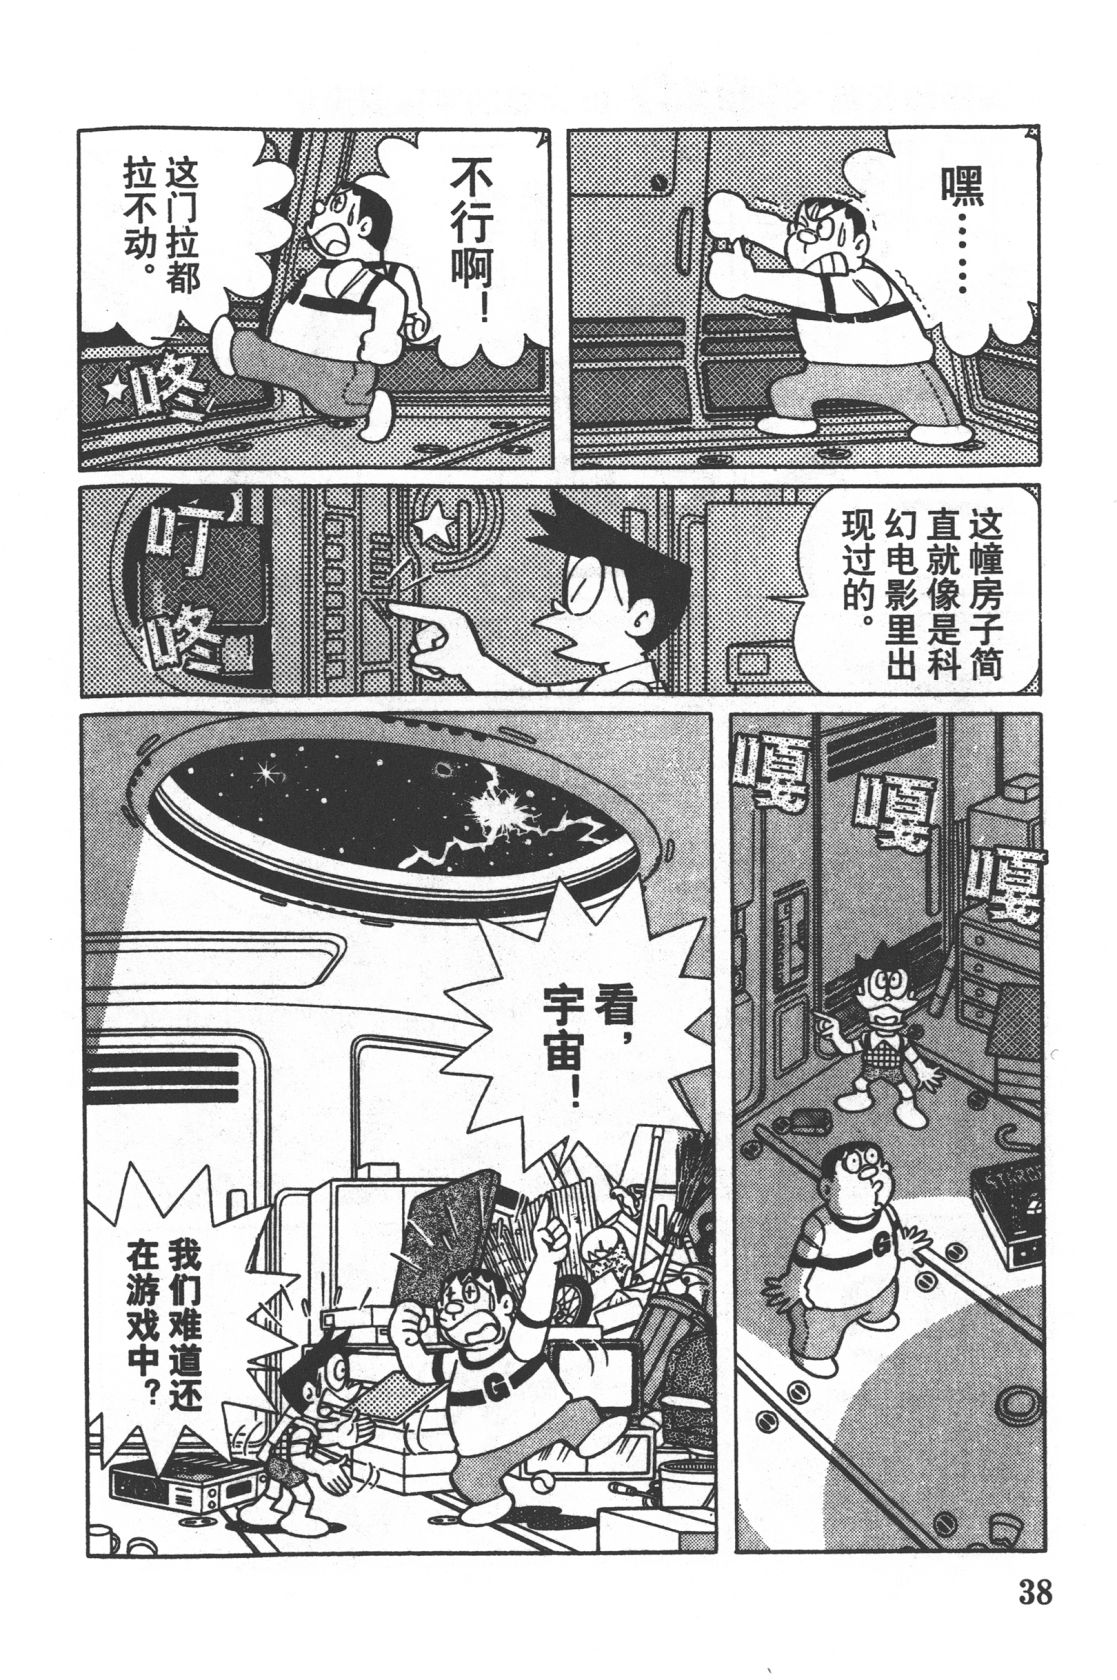 嘿……
不行啊！
这门拉都
拉不动。
咚
这幢房子简
直就像是科
幻电影里出
现过的。
叮
咚
嘎
嘎
嘎
STAR
G
看，
宇宙！
我们难道还
在游戏中？
G
38